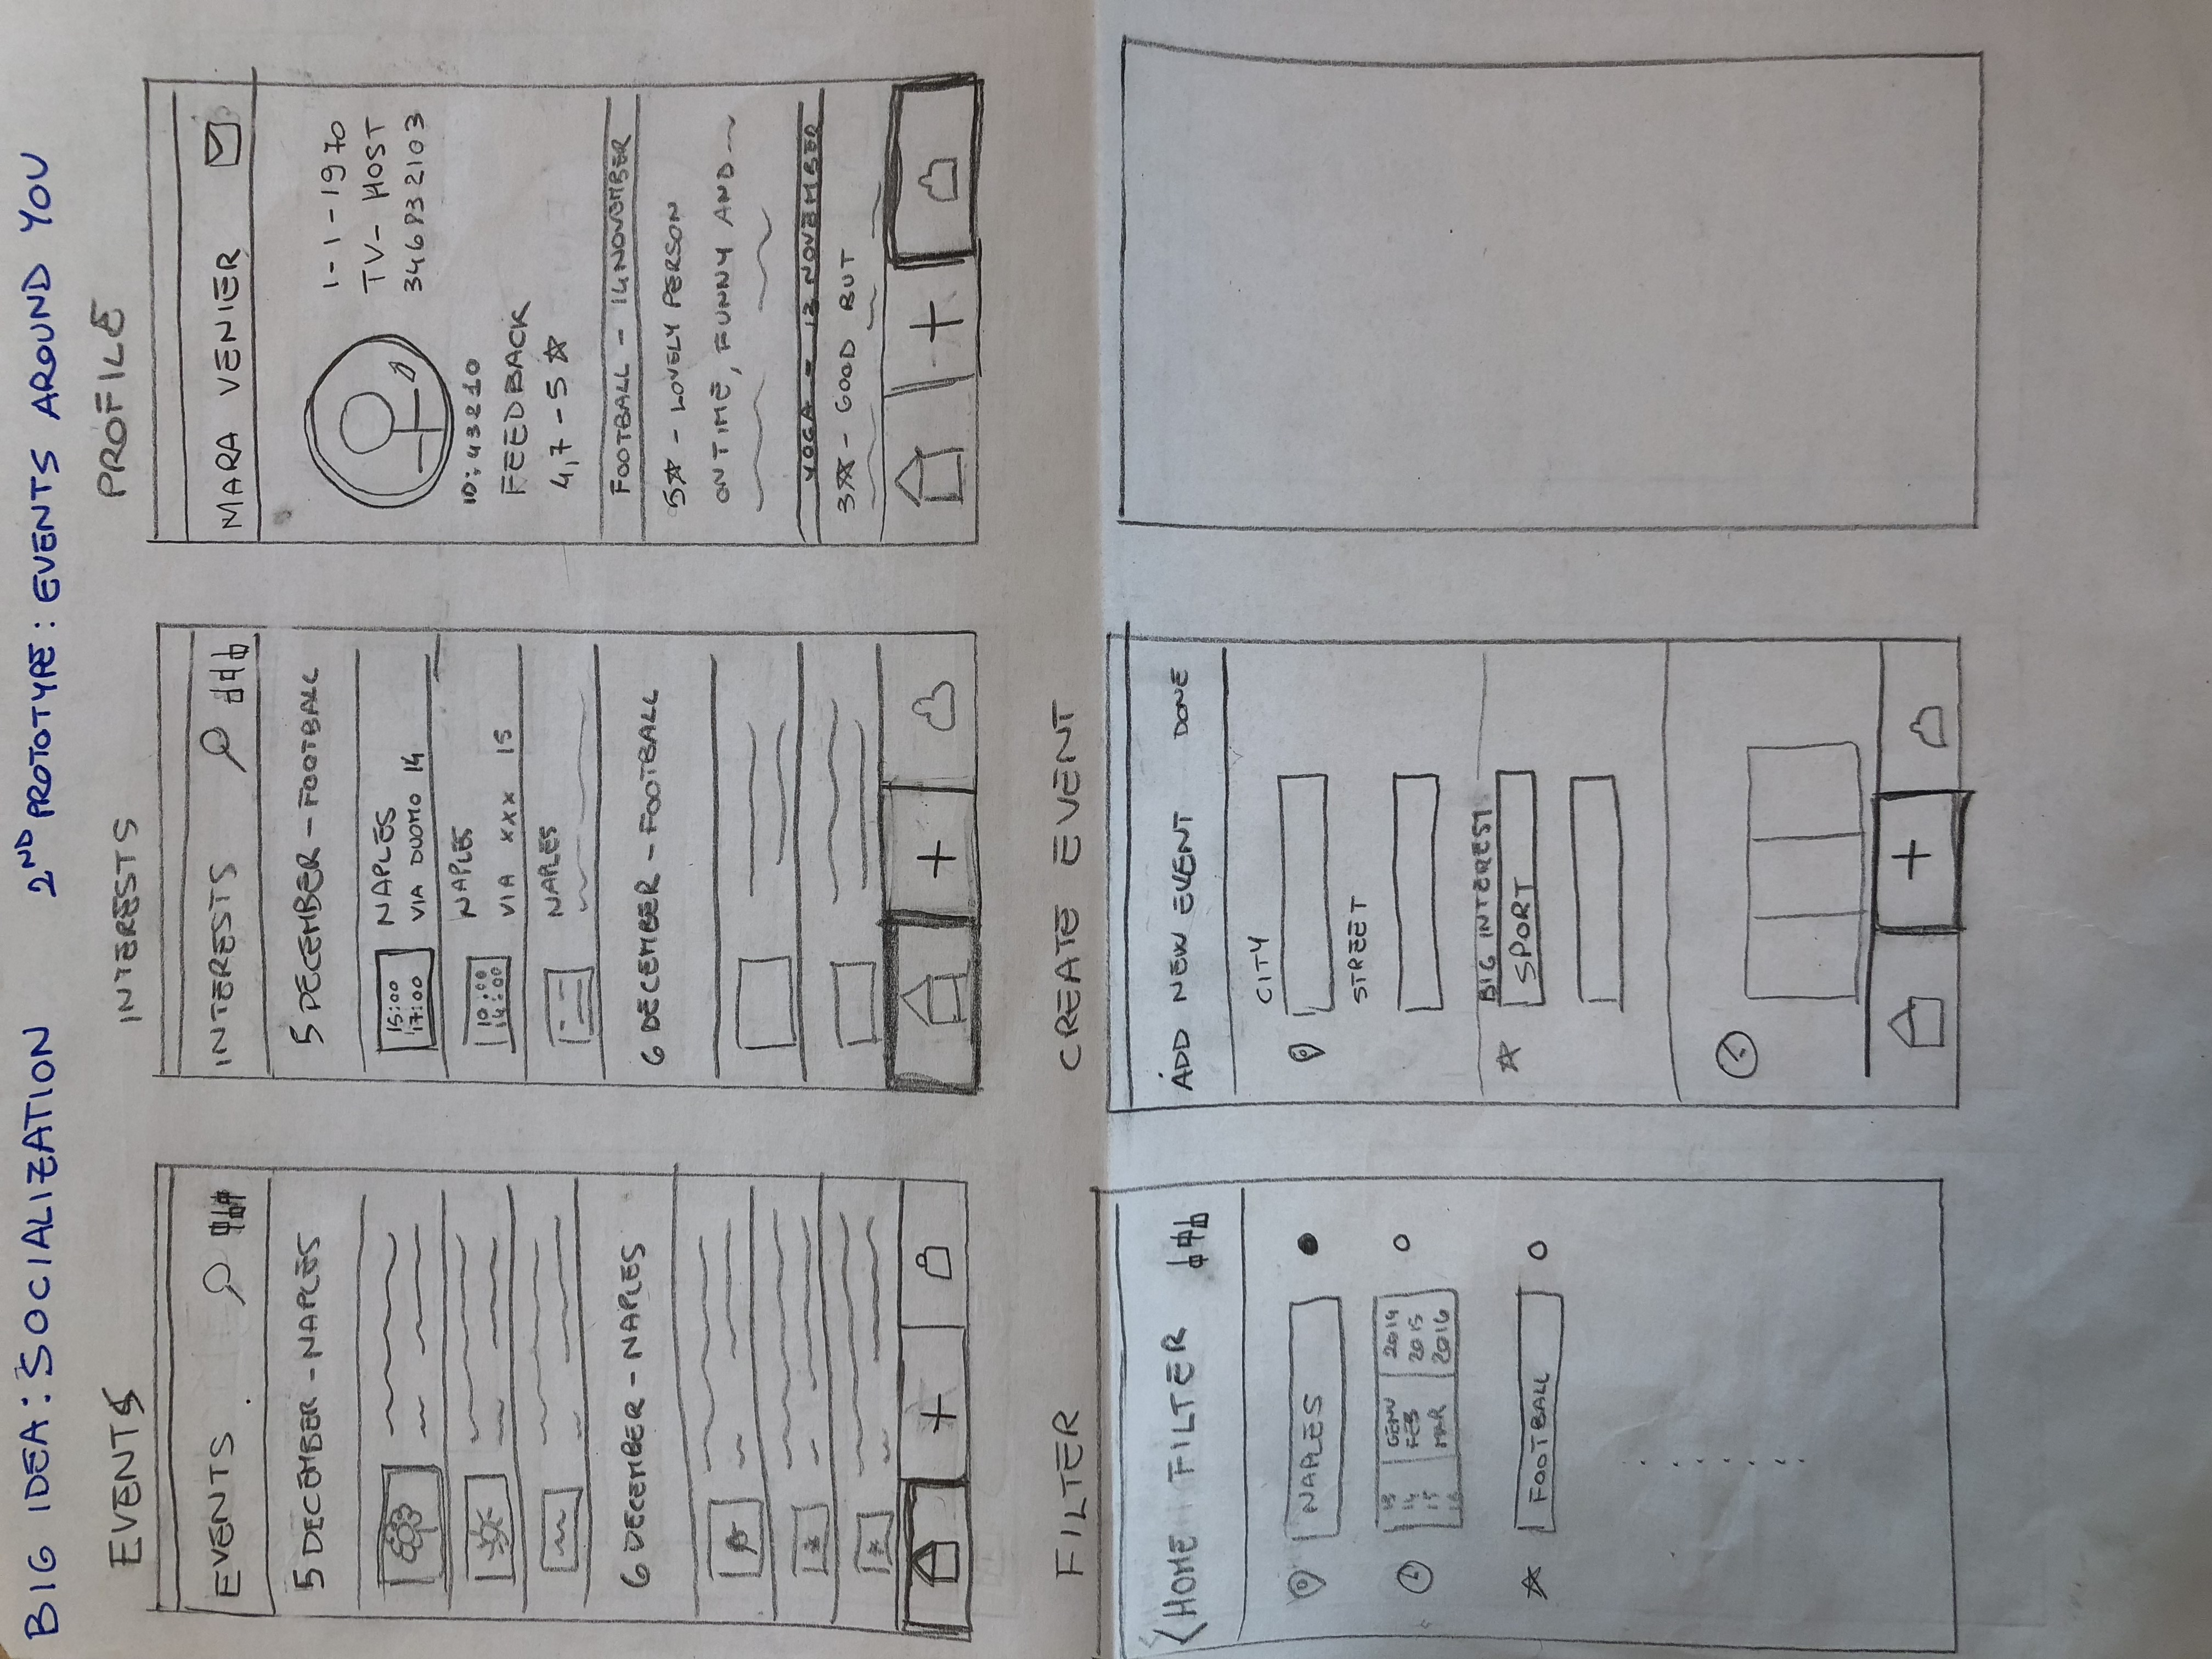 BIG IDEA: SOCIALIZATION
2ND PROTOTYPE: EVENTS AROUND YOU
EVENTS
EVENTS
5 DECEMBER - NAPLES
6 DECEMBER - NAPLES
INTERESTS
INTERESTS
5 DECEMBER - FOOTBALL
15:00
17:00
NAPLES
VIA DUOMO 14
10:00
14:00
NAPLES
VIA XXX 15
NAPLES
6 DECEMBER - FOOTBALL
PROFILE
MARA VENIER
1-1-1970
TV-HOST
346832103
ID: 43210
FEEDBACK
4,7 - 5 ☆
FOOTBALL - 14 NOVEMBER
5☆ - LOVELY PERSON
ON TIME, FUNNY AND
YOGA - 12 NOVEMBER
3☆ - GOOD BUT
+
+
+
FILTER
< HOME FILTER
NAPLES
13 GENN 2014
14 FEB 2015
15 MAR 2016
16
FOOTBALL
CREATE EVENT
ADD NEW EVENT DONE
CITY
STREET
BIG INTEREST
SPORT
+